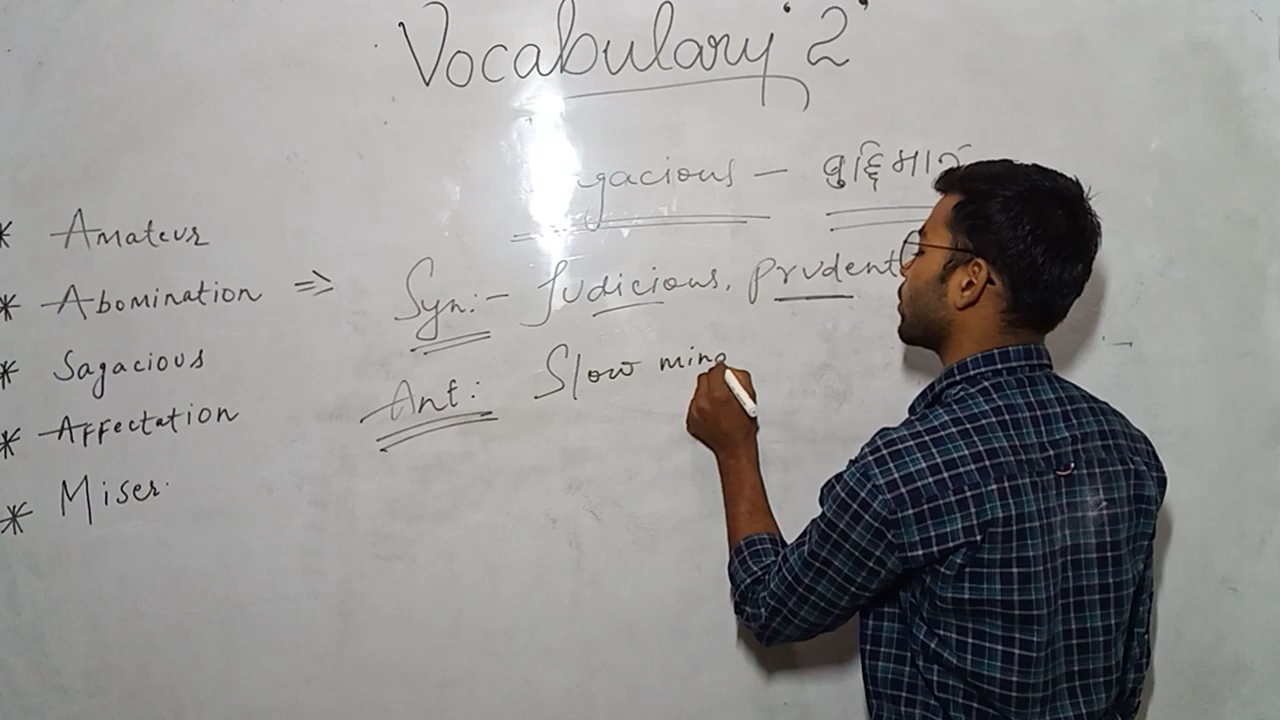 Vocabulary '2'
* Amateur
* Abomination ⇒
* Sagacious
* Affectation
* Miser.
gacious – ବୁଦ୍ଧିମାନ
Syn:- Judicious, prudent
Ant: Slow min